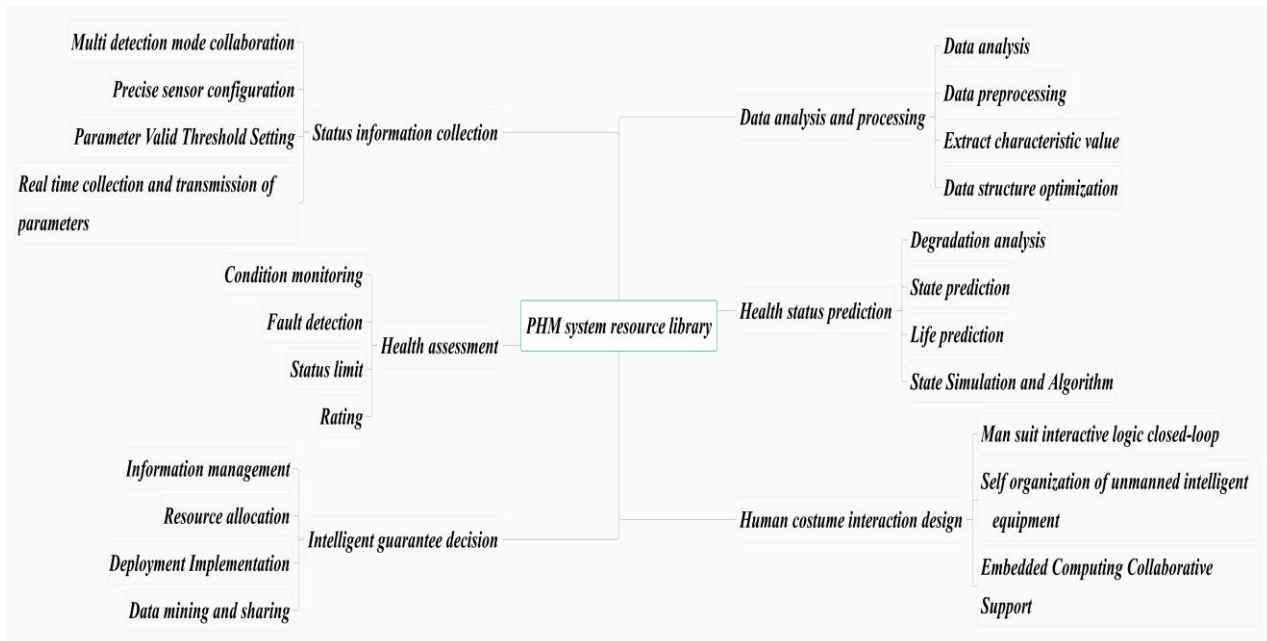 Multi detection mode collaboration
Precise sensor configuration
Parameter Valid Threshold Setting
Real time collection and transmission of
parameters
Status information collection
Condition monitoring
Fault detection
Status limit
Rating
Health assessment
Information management
Resource allocation
Deployment Implementation
Data mining and sharing
Intelligent guarantee decision
PHM system resource library
Data analysis and processing
Data analysis
Data preprocessing
Extract characteristic value
Data structure optimization
Health status prediction
Degradation analysis
State prediction
Life prediction
State Simulation and Algorithm
Human costume interaction design
Man suit interactive logic closed-loop
Self organization of unmanned intelligent
equipment
Embedded Computing Collaborative
Support